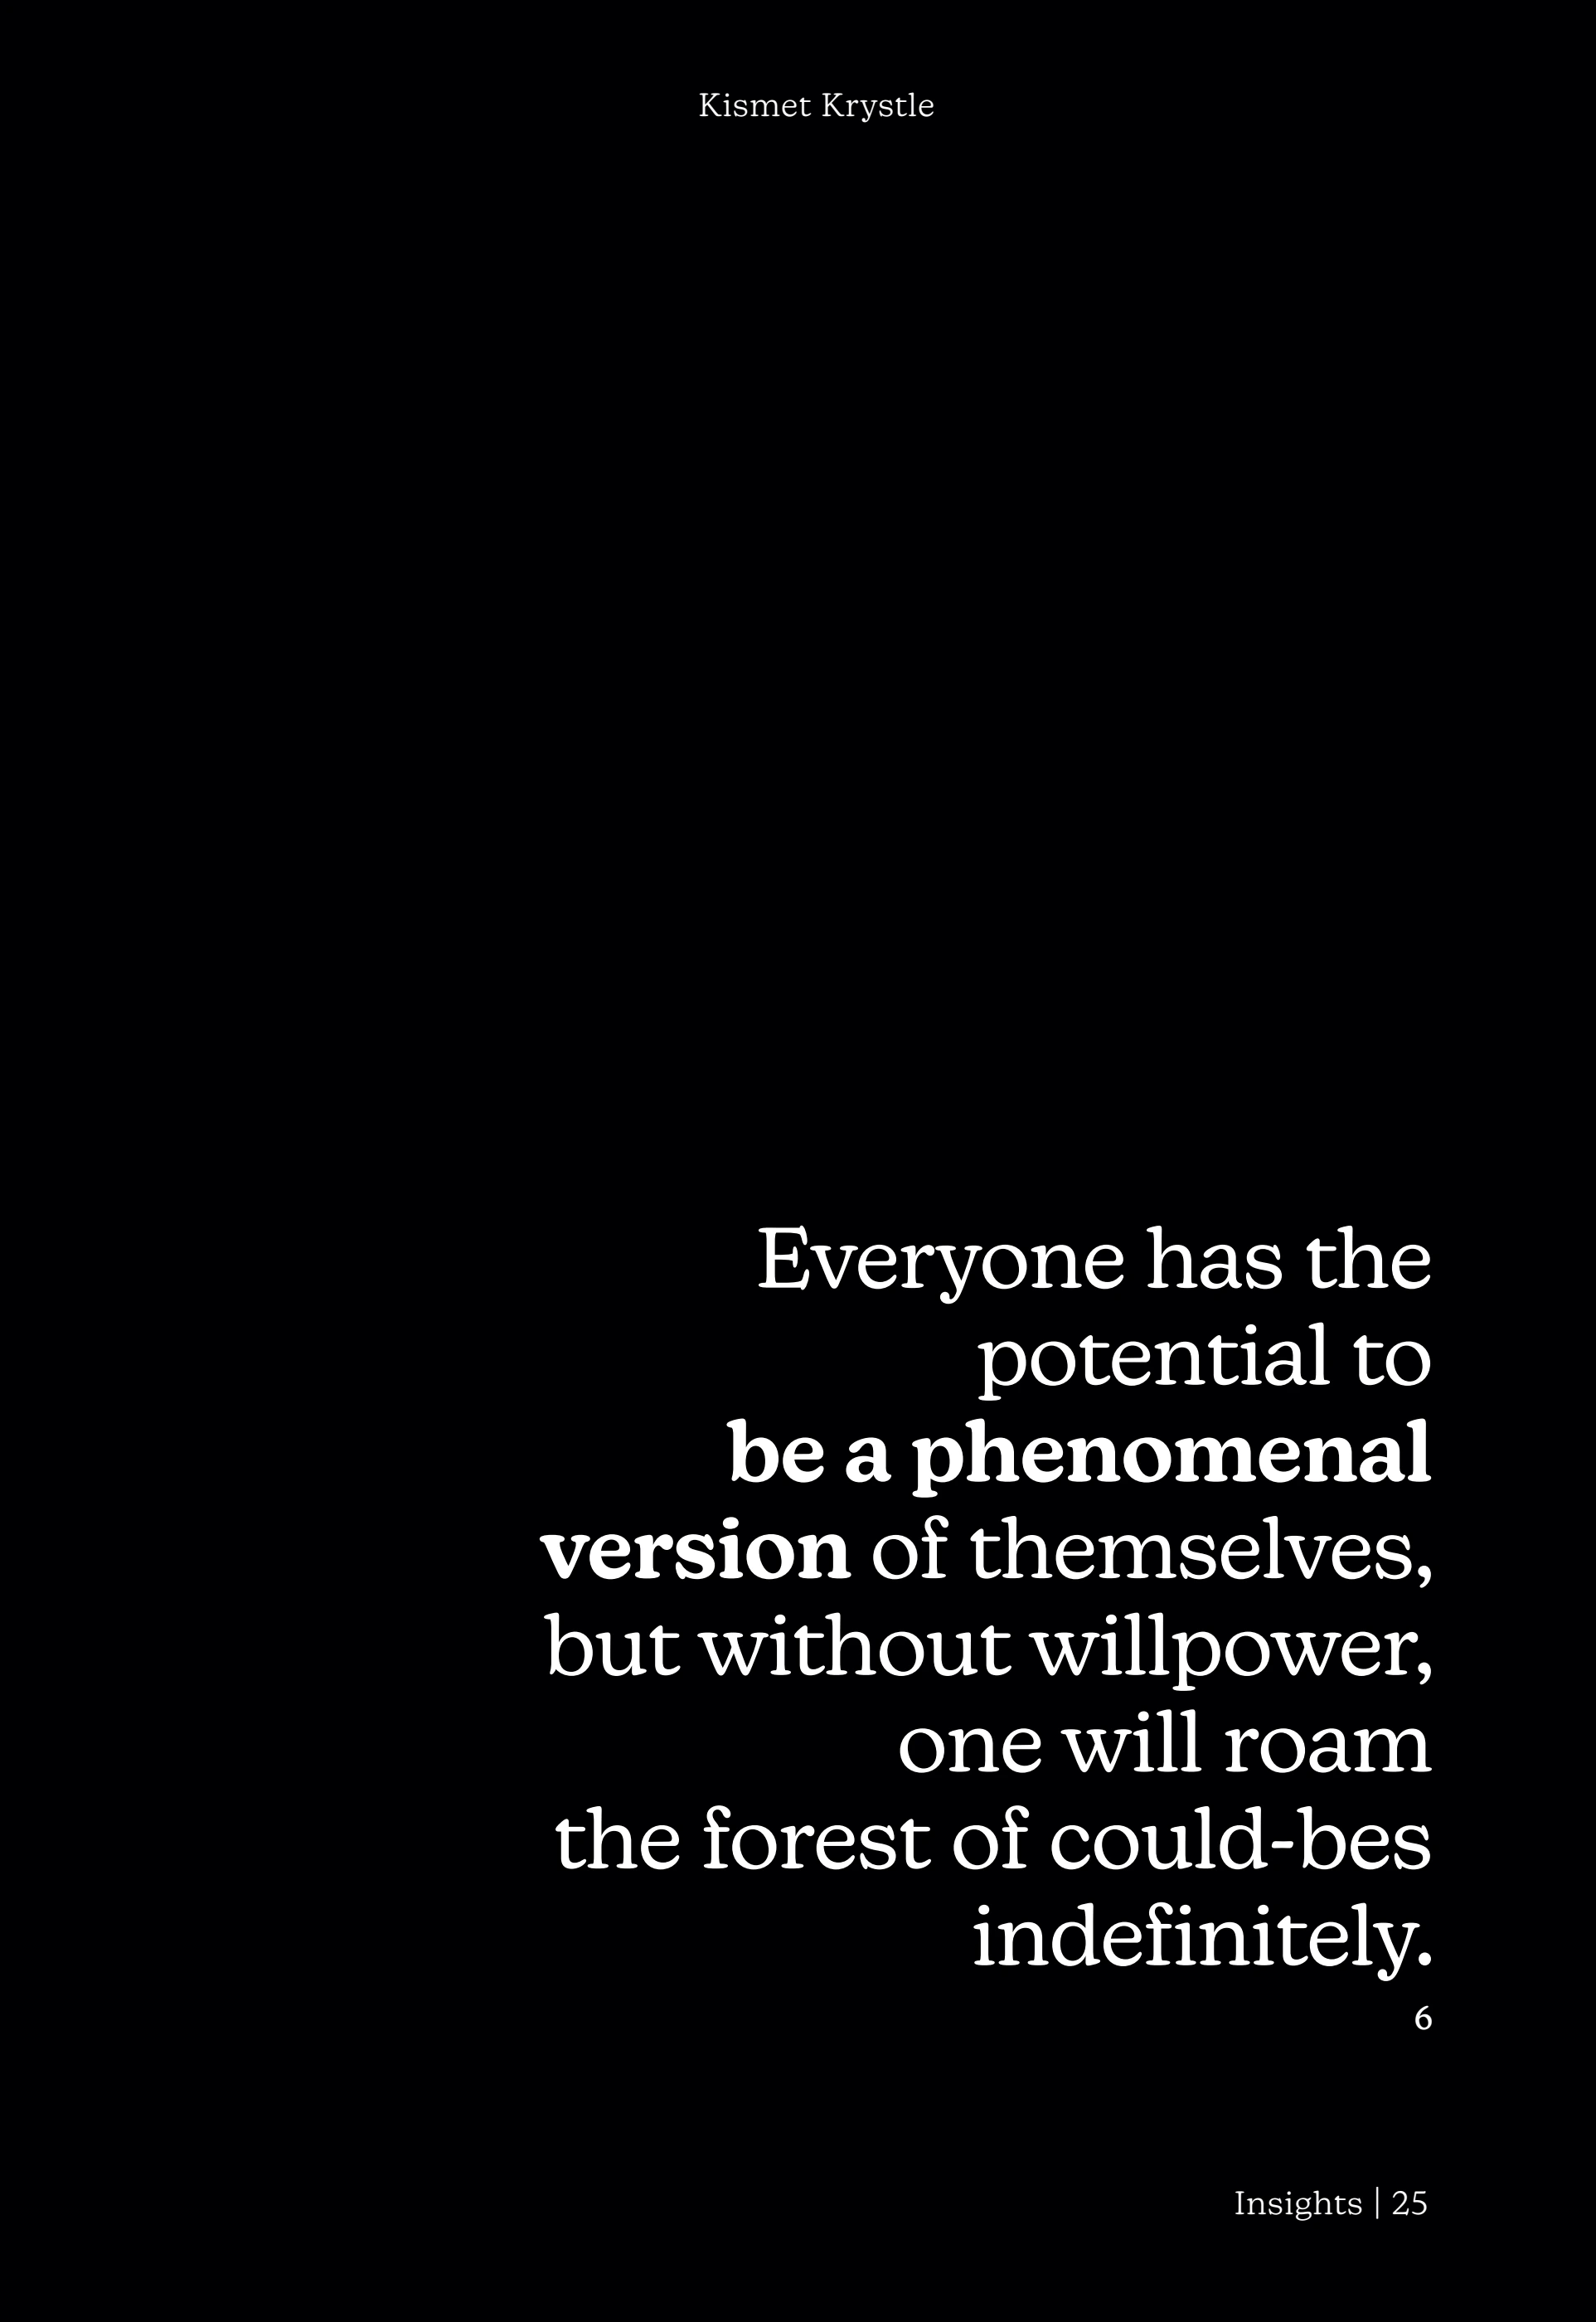 Kismet Krystle
Everyone has the
potential to
be a phenomenal
version of themselves,
but without willpower,
one will roam
the forest of could-bes
indefinitely.
6
Insights | 25